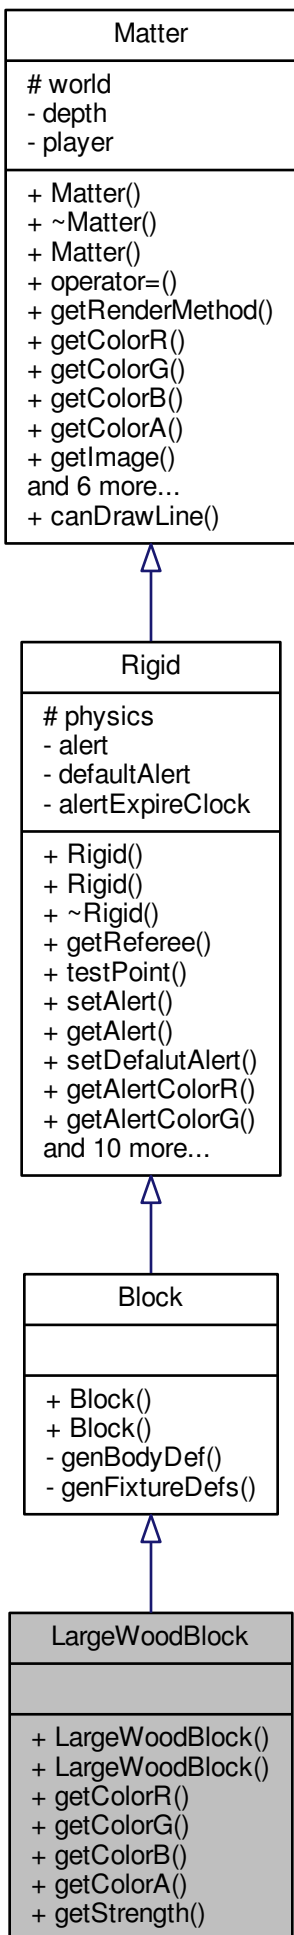 Matter
# world
- depth
- player
+ Matter()
+ ~Matter()
+ Matter()
+ operator=()
+ getRenderMethod()
+ getColorR()
+ getColorG()
+ getColorB()
+ getColorA()
+ getImage()
and 6 more...
+ canDrawLine()
Rigid
# physics
- alert
- defaultAlert
- alertExpireClock
+ Rigid()
+ Rigid()
+ ~Rigid()
+ getReferee()
+ testPoint()
+ setAlert()
+ getAlert()
+ setDefalutAlert()
+ getAlertColorR()
+ getAlertColorG()
and 10 more...
Block
+ Block()
+ Block()
- genBodyDef()
- genFixtureDefs()
LargeWoodBlock
+ LargeWoodBlock()
+ LargeWoodBlock()
+ getColorR()
+ getColorG()
+ getColorB()
+ getColorA()
+ getStrength()